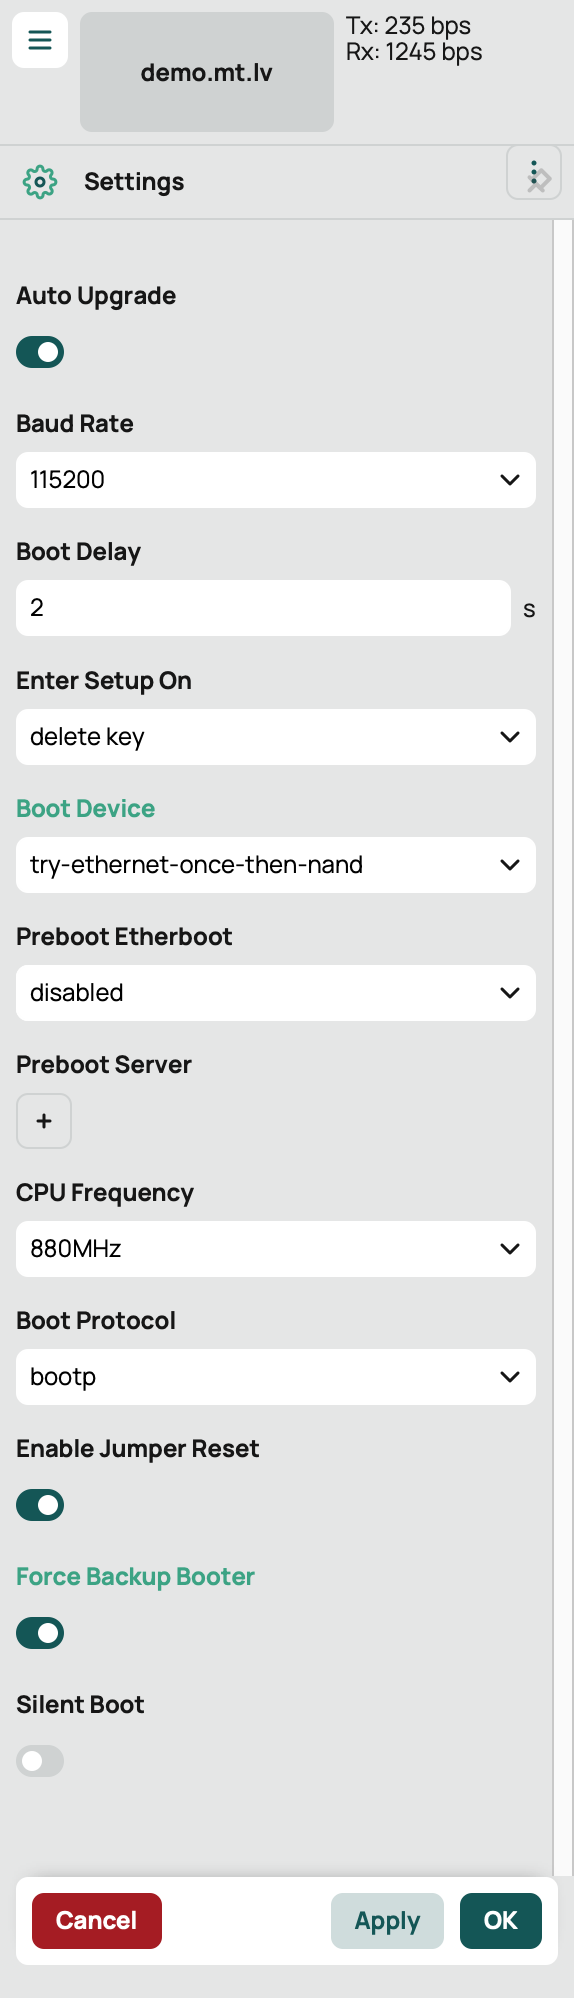 demo.mt.lv
Tx: 235 bps
Rx: 1245 bps
Settings
Auto Upgrade
Baud Rate
115200
Boot Delay
2 s
Enter Setup On
delete key
Boot Device
try-ethernet-once-then-nand
Preboot Etherboot
disabled
Preboot Server
+
CPU Frequency
880MHz
Boot Protocol
bootp
Enable Jumper Reset
Force Backup Booter
Silent Boot
Cancel Apply OK